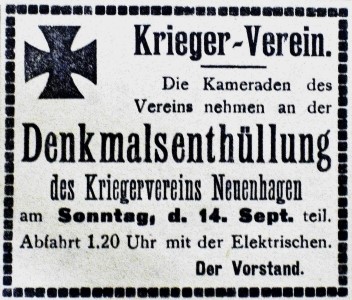 Krieger-Verein.
Die Kameraden des
Vereins nehmen an der
Denkmalsenthüllung
des Kriegervereins Neuenhagen
am Sonntag, d. 14. Sept. teil.
Abfahrt 1.20 Uhr mit der Elektrischen.
Der Vorstand.